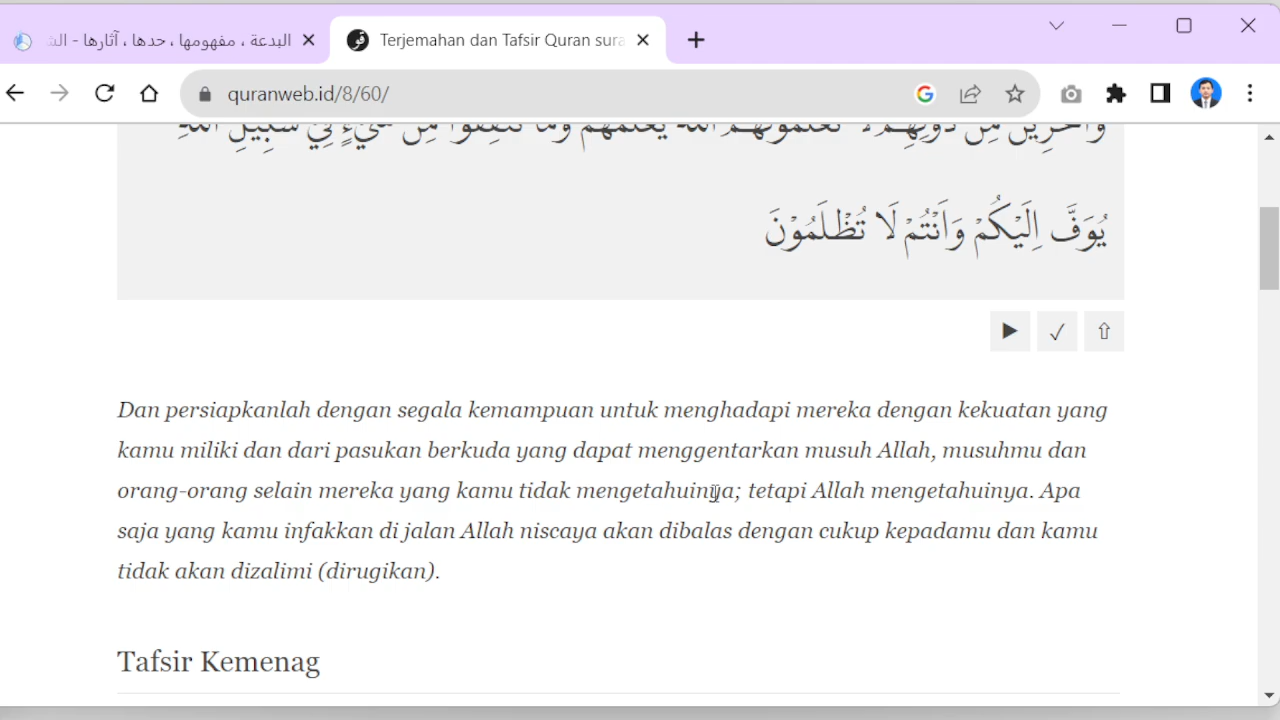 البدعة ، مفهومها ، حدها ، آثارها - الش
Terjemahan dan Tafsir Quran sura
quranweb.id/8/60/
يُوَفَّ اِلَيْكُمْ وَاَنْتُمْ لَا تُظْلَمُوْنَ
Dan persiapkanlah dengan segala kemampuan untuk menghadapi mereka dengan kekuatan yang
kamu miliki dan dari pasukan berkuda yang dapat menggentarkan musuh Allah, musuhmu dan
orang-orang selain mereka yang kamu tidak mengetahuinya; tetapi Allah mengetahuinya. Apa
saja yang kamu infakkan di jalan Allah niscaya akan dibalas dengan cukup kepadamu dan kamu
tidak akan dizalimi (dirugikan).
Tafsir Kemenag